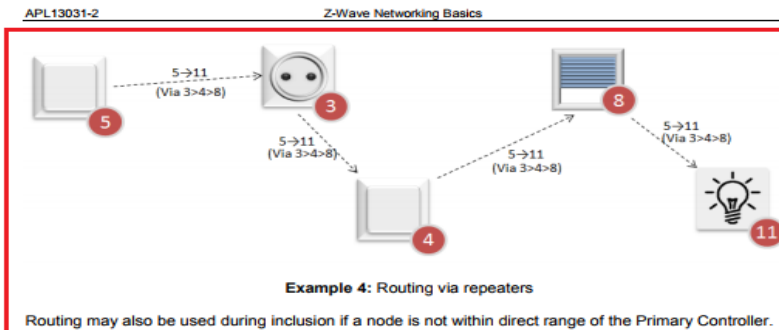 APL13031-2 Z-Wave Networking Basics
5→11
(Via 3>4>8)
5
3
5→11
(Via 3>4>8)
4
5→11
(Via 3>4>8)
8
5→11
(Via 3>4>8)
11
Example 4: Routing via repeaters
Routing may also be used during inclusion if a node is not within direct range of the Primary Controller.